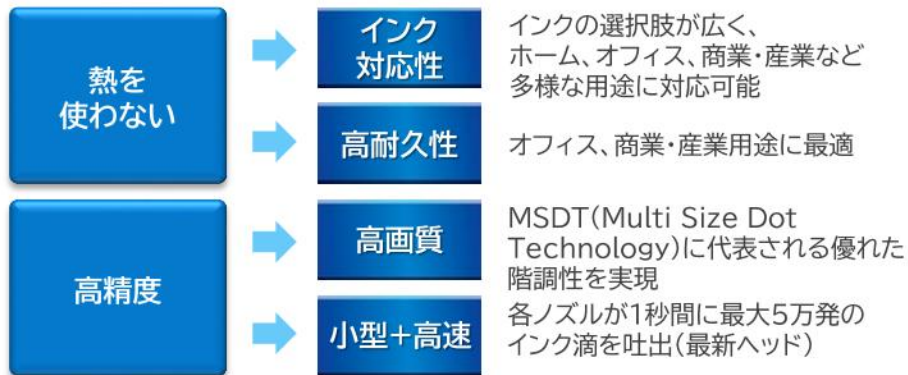 熱を
使わない
インク
対応性
インクの選択肢が広く、
ホーム、オフィス、商業・産業など
多様な用途に対応可能
高耐久性
オフィス、商業・産業用途に最適
高精度
高画質
MSDT(Multi Size Dot
Technology)に代表される優れた
階調性を実現
小型+高速
各ノズルが1秒間に最大5万発の
インク滴を吐出(最新ヘッド)